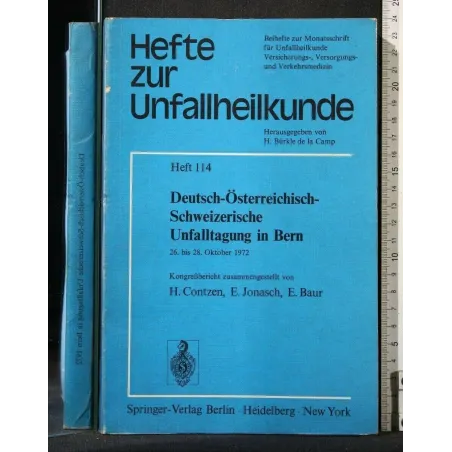 Hefte
zur
Unfallheilkunde
Beihefte zur Monatsschrift
für Unfallheilkunde
Versicherungs-, Versorgungs-
und Verkehrsmedizin
Herausgegeben von
H. Bürkle de la Camp
Heft 114
Deutsch-Österreichisch-
Schweizerische
Unfalltagung in Bern
26. bis 28. Oktober 1972
Kongreßbericht zusammengestellt von
H. Contzen, E. Jonasch, E. Baur
Springer-Verlag Berlin · Heidelberg · New York